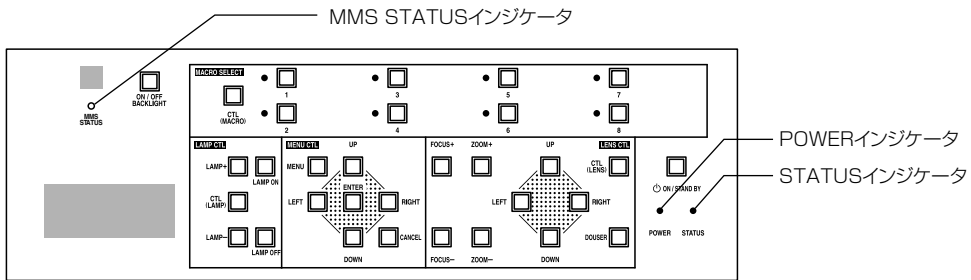 MMS STATUSインジケータ
MMS
STATUS
ON / OFF
BACKLIGHT
MACRO SELECT
CTL
(MACRO)
1
3
5
7
2
4
6
8
LAMP CTL
LAMP+
LAMP ON
CTL
(LAMP)
LAMP−
LAMP OFF
MENU CTL
UP
MENU
ENTER
LEFT
RIGHT
CANCEL
DOWN
FOCUS+
ZOOM+
UP
LENS CTL
CTL
(LENS)
LEFT
RIGHT
DOUSER
FOCUS−
ZOOM−
DOWN
⏻ ON / STAND BY
POWER
STATUS
POWERインジケータ
STATUSインジケータ